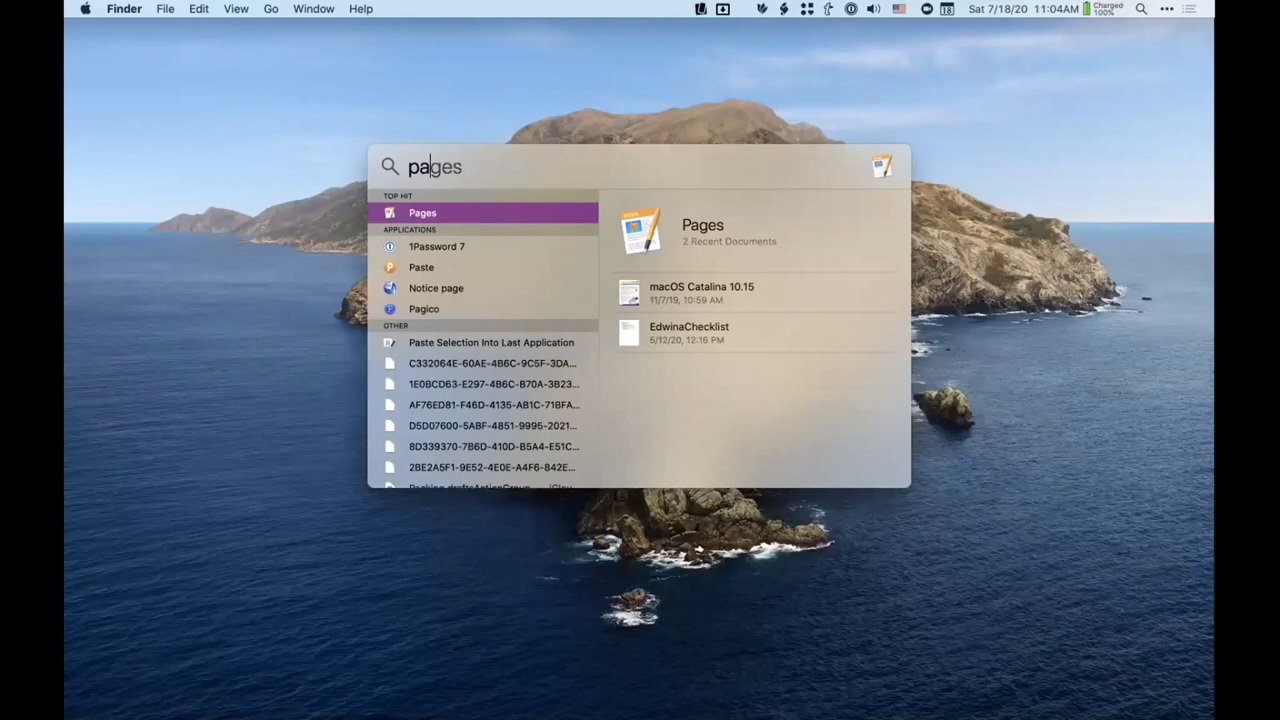 Finder File Edit View Go Window Help 18 Sat 7/18/20 11:04AM Charged 100%
pages
TOP HIT
Pages
APPLICATIONS
1Password 7
Paste
Notice page
Pagico
OTHER
Paste Selection Into Last Application
C332064E-60AE-4B6C-9C5F-3DA...
1E0BCD63-E297-4B6C-B70A-3B23...
AF76ED81-F46D-4135-AB1C-71BFA...
D5D07600-5ABF-4851-9995-2021...
8D339370-7B6D-410D-B5A4-E51C...
2BE2A5F1-9E52-4E0E-A4F6-842E...
Pages
2 Recent Documents
macOS Catalina 10.15
11/7/19, 10:59 AM
EdwinaChecklist
5/12/20, 12:16 PM